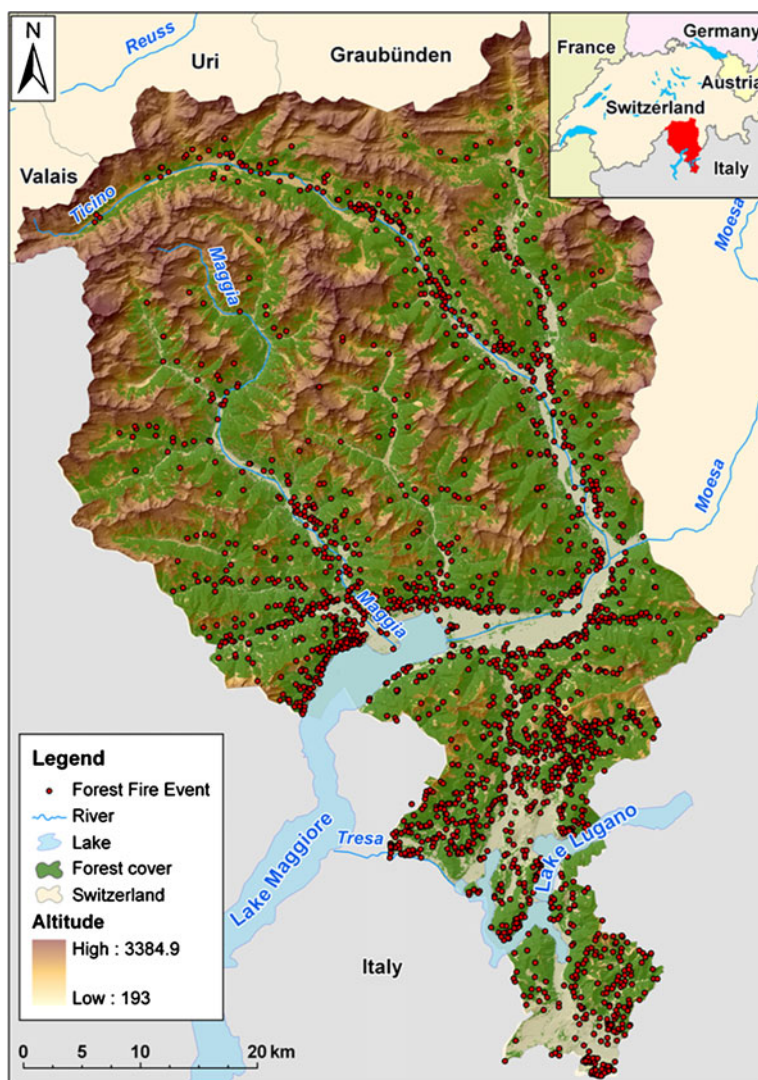 N
Reuss
Uri
Graubünden
Valais
Ticino
Maggia
France
Germany
Austria
Switzerland
Italy
Moesa
Moesa
Maggia
Lake Maggiore
Tresa
Lake Lugano
Italy
Legend
Forest Fire Event
River
Lake
Forest cover
Switzerland
Altitude
High : 3384.9
Low : 193
0 5 10 20 km